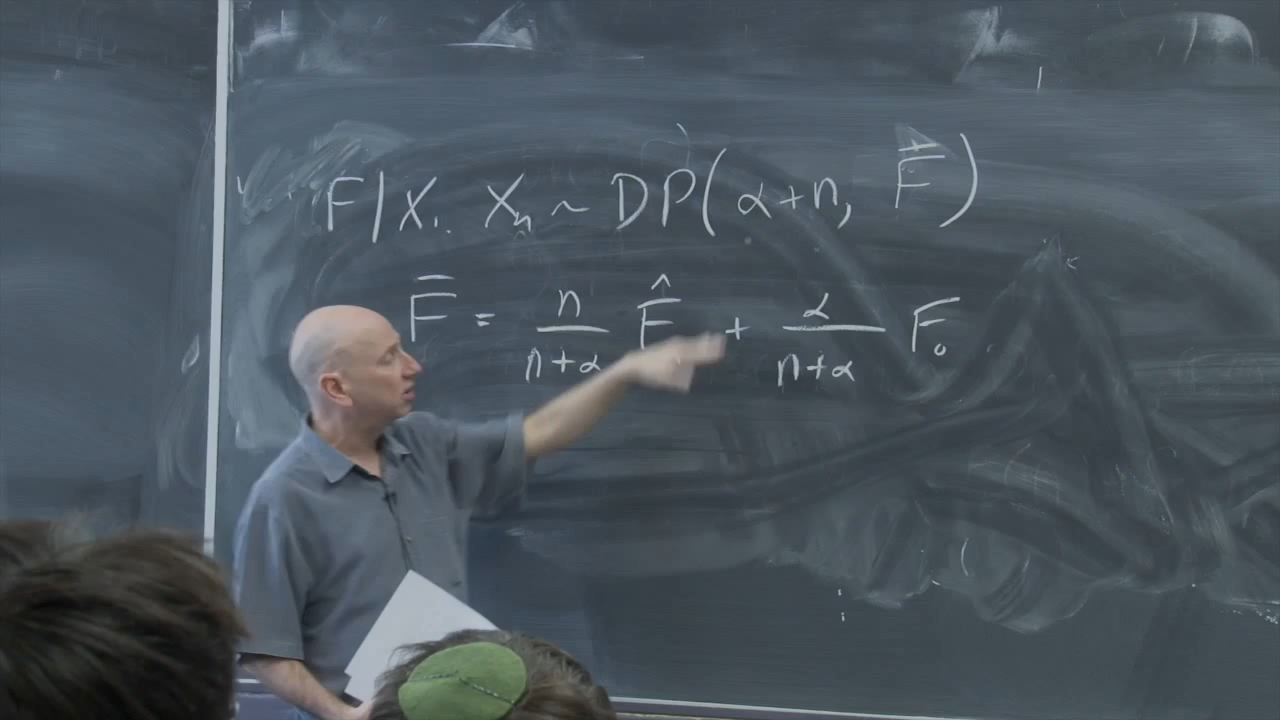 F | X₁ Xₙ ~ DP(α+n, F̅)
F̅ = n/(n+α) F̂ + α/(n+α) F₀